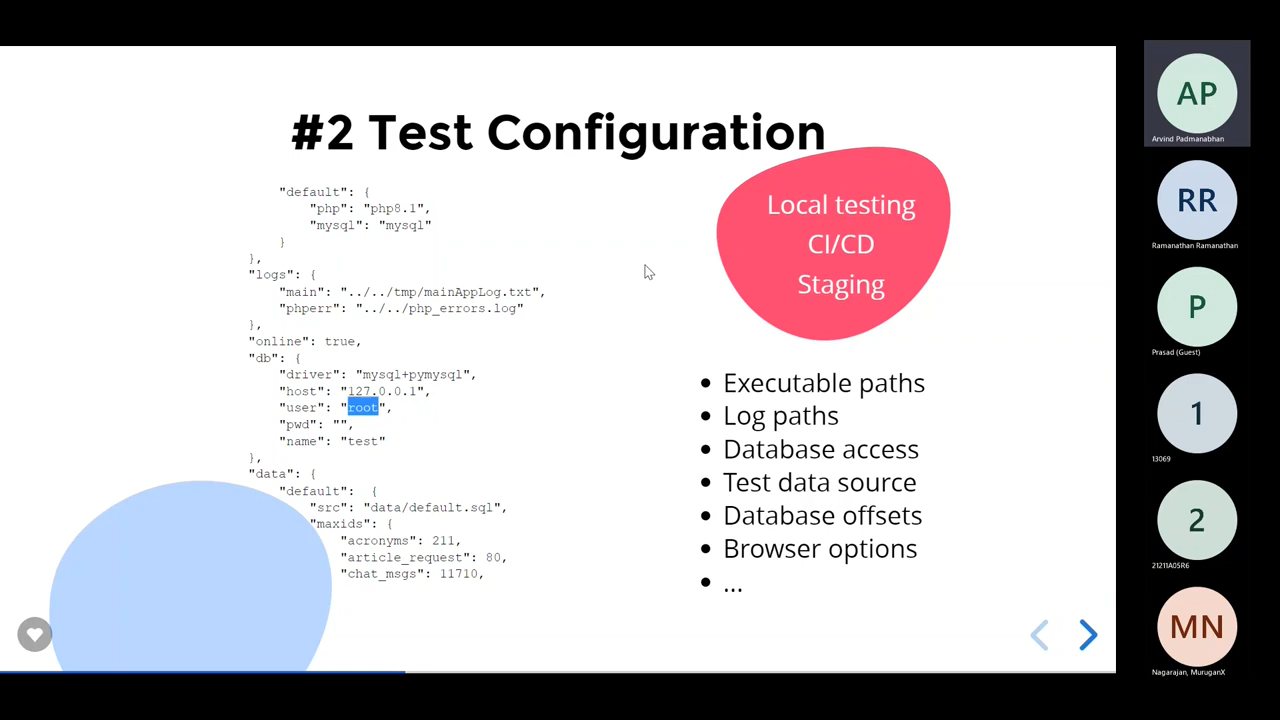 #2 Test Configuration
"default": {
"php": "php8.1",
"mysql": "mysql"
}
},
"logs": {
"main": "../../tmp/mainAppLog.txt",
"phperr": "../../php_errors.log"
},
"online": true,
"db": {
"driver": "mysql+pymysql",
"host": "127.0.0.1",
"user": "root",
"pwd": "",
"name": "test"
},
"data": {
"default":  {
"src": "data/default.sql",
"maxids": {
"acronyms": 211,
"article_request": 80,
"chat_msgs": 11710,
Local testing
CI/CD
Staging
• Executable paths
• Log paths
• Database access
• Test data source
• Database offsets
• Browser options
• ...
AP
Arvind Padmanabhan
RR
Ramanathan Ramanathan
P
Prasad (Guest)
1
13069
2
21211A05R6
MN
Nagarajan, MuruganX